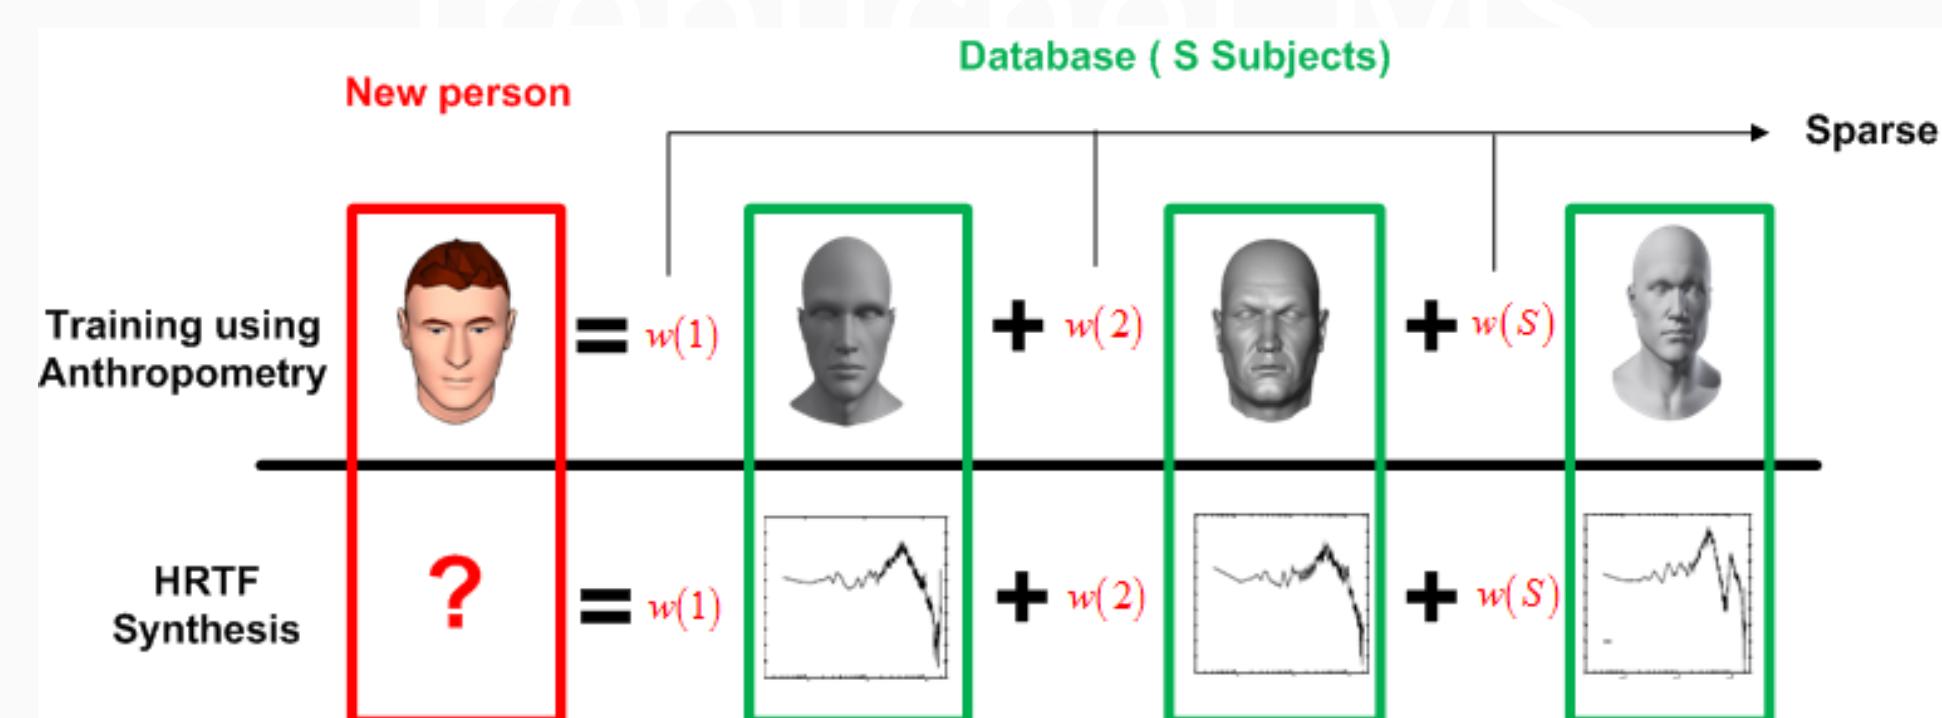 Database ( S Subjects)
New person
Sparse
Training using
Anthropometry
= w(1) + w(2) + w(S)
HRTF
Synthesis
? = w(1) + w(2) + w(S)